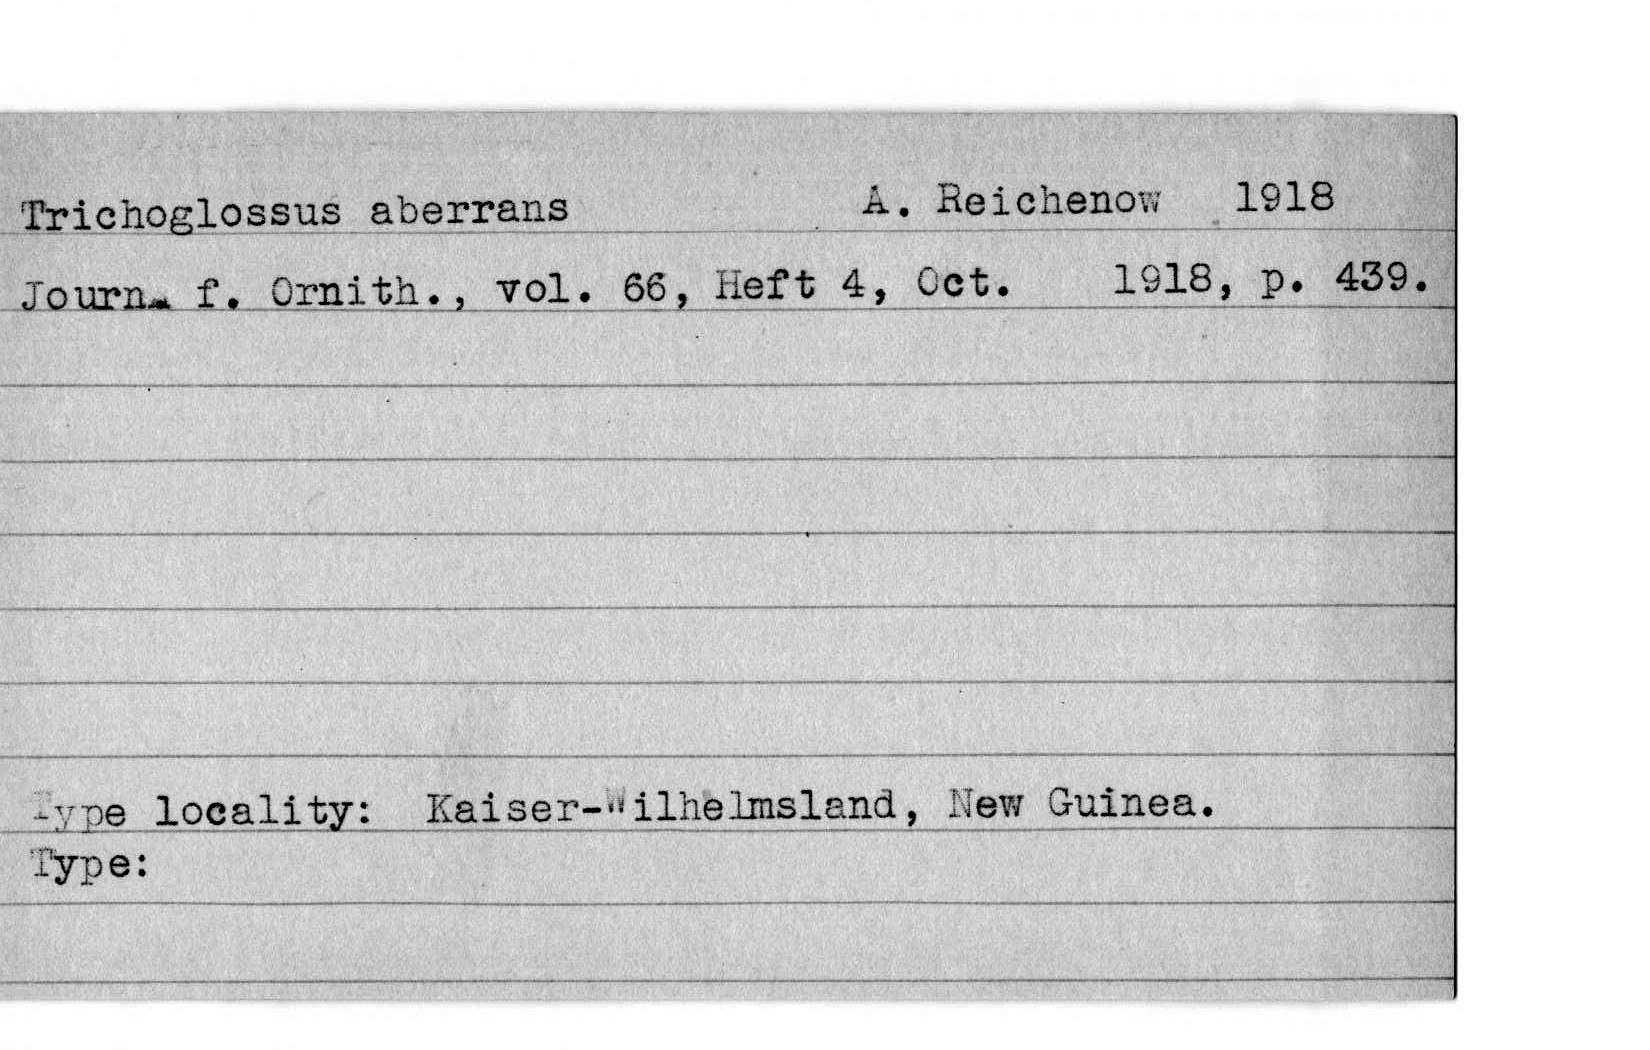 Trichoglossus aberrans A. Reichenow 1918
Journ. f. Ornith., vol. 66, Heft 4, Oct. 1918, p. 439.
Type locality: Kaiser-Wilhelmsland, New Guinea.
Type: